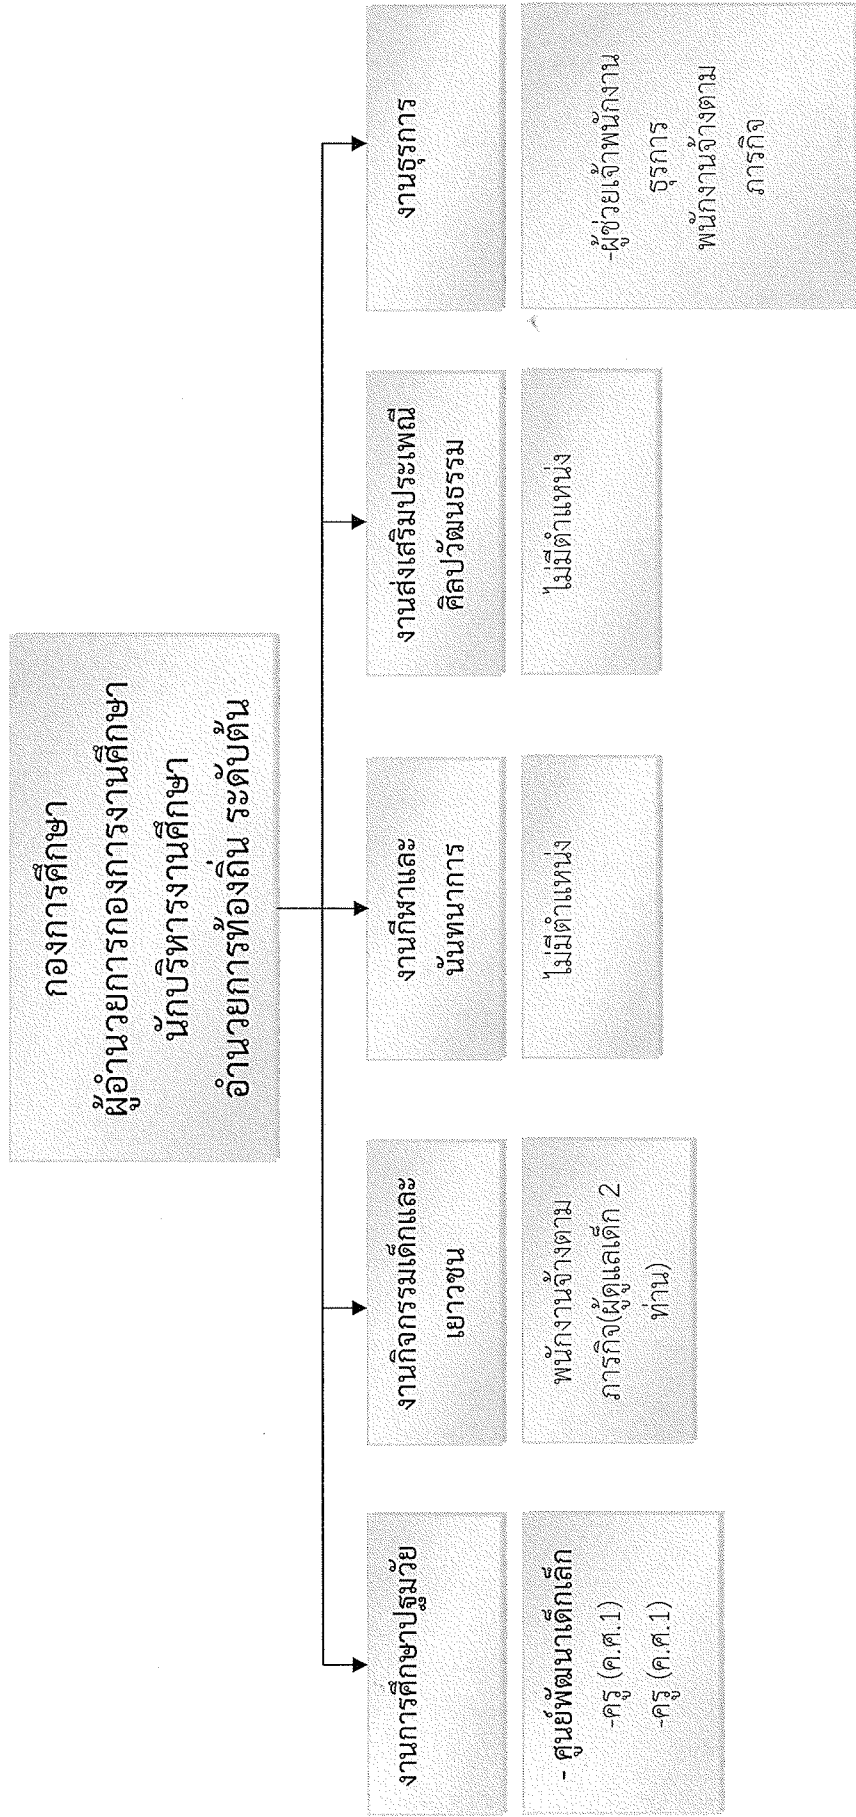 กองการศึกษา
ผู้อำนวยการกองการงานศึกษา
นักบริหารงานศึกษา
อำนวยการท้องถิ่น ระดับต้น
งานการศึกษาปฐมวัย
- ศูนย์พัฒนาเด็กเล็ก
-ครู (ค.ศ.1)
-ครู (ค.ศ.1)
งานกิจกรรมเด็กและ
เยาวชน
พนักงานจ้างตาม
ภารกิจ(ผู้ดูแลเด็ก 2
ท่าน)
งานกีฬาและ
นันทนาการ
ไม่มีตำแหน่ง
งานส่งเสริมประเพณี
ศิลปวัฒนธรรม
ไม่มีตำแหน่ง
งานธุรการ
-ผู้ช่วยเจ้าพนักงาน
ธุรการ
พนักงานจ้างตาม
ภารกิจ